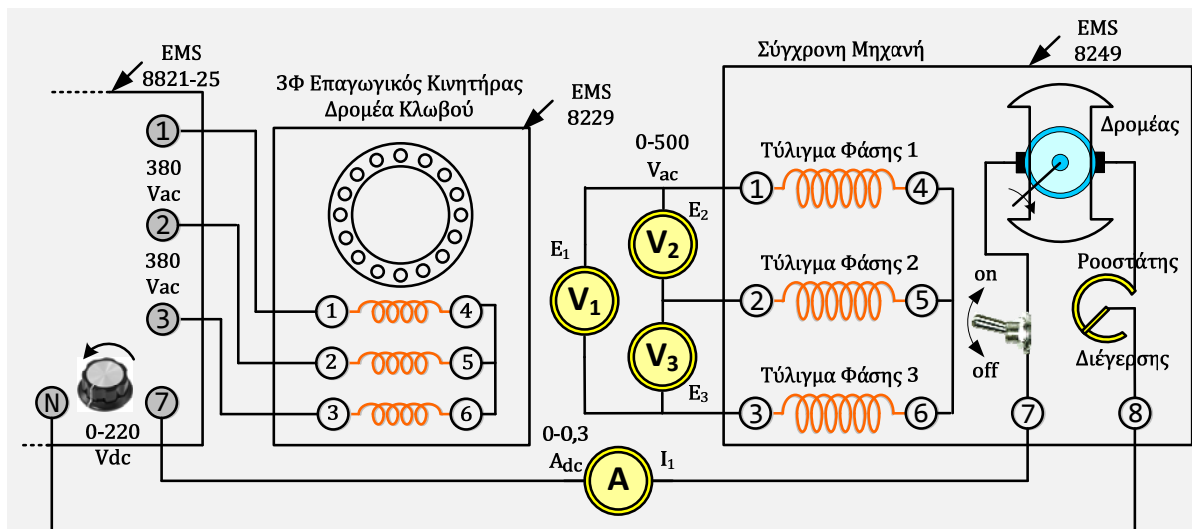 EMS
8821-25
1
380
Vac
2
380
Vac
3
N
7
0-220
Vdc
3Φ Επαγωγικός Κινητήρας
Δρομέα Κλωβού
EMS
8229
1
4
2
5
3
6
0-500
Vac
E1
E2
V1
V2
V3
E3
0-0,3
Adc
I1
A
Σύγχρονη Μηχανή
EMS
8249
Τύλιγμα Φάσης 1
1
4
Τύλιγμα Φάσης 2
2
5
Τύλιγμα Φάσης 3
3
6
Δρομέας
on
off
Ροοστάτης
Διέγερσης
7
8